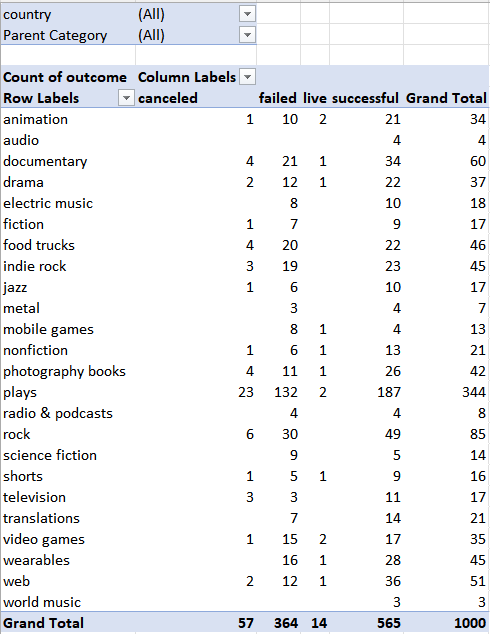 country (All)
Parent Category (All)
Count of outcome Column Labels
Row Labels canceled failed live successful Grand Total
animation 1 10 2 21 34
audio 4 4
documentary 4 21 1 34 60
drama 2 12 1 22 37
electric music 8 10 18
fiction 1 7 9 17
food trucks 4 20 22 46
indie rock 3 19 23 45
jazz 1 6 10 17
metal 3 4 7
mobile games 8 1 4 13
nonfiction 1 6 1 13 21
photography books 4 11 1 26 42
plays 23 132 2 187 344
radio & podcasts 4 4 8
rock 6 30 49 85
science fiction 9 5 14
shorts 1 5 1 9 16
television 3 3 11 17
translations 7 14 21
video games 1 15 2 17 35
wearables 16 1 28 45
web 2 12 1 36 51
world music 3 3
Grand Total 57 364 14 565 1000